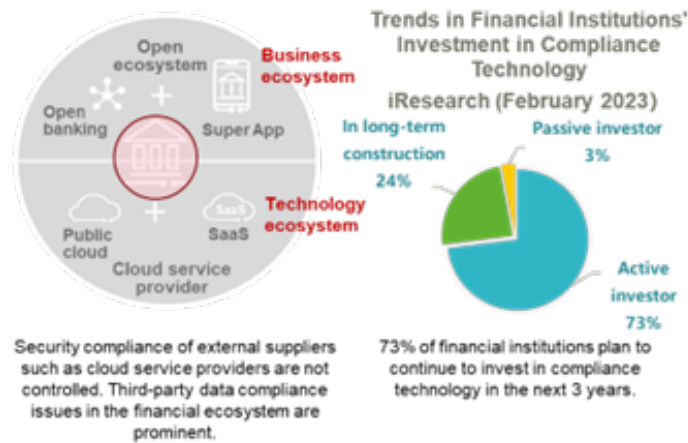 Open
ecosystem
Business
ecosystem
Open
banking
Super App
Technology
ecosystem
Public
cloud
SaaS
SaaS
Cloud service
provider
Security compliance of external suppliers
such as cloud service providers are not
controlled. Third-party data compliance
issues in the financial ecosystem are
prominent.
Trends in Financial Institutions'
Investment in Compliance
Technology
iResearch (February 2023)
In long-term
construction
24%
Passive investor
3%
Active
investor
73%
73% of financial institutions plan to
continue to invest in compliance
technology in the next 3 years.